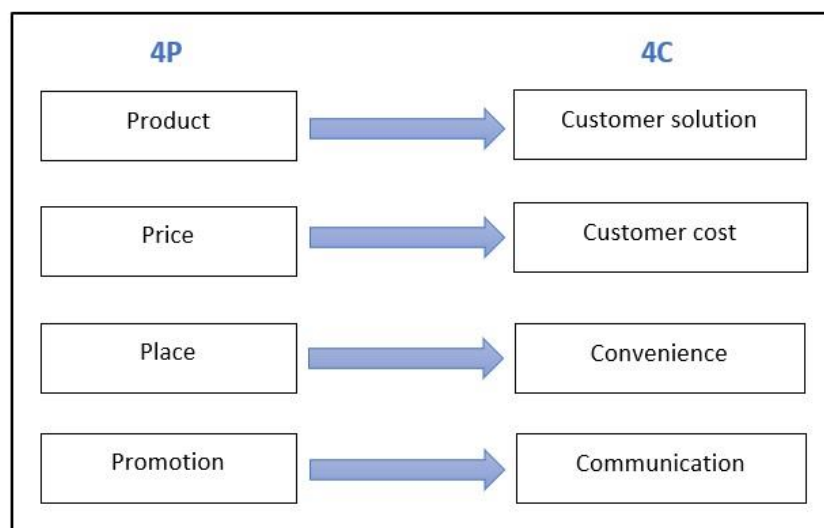 4P 4C
Product Customer solution
Price Customer cost
Place Convenience
Promotion Communication